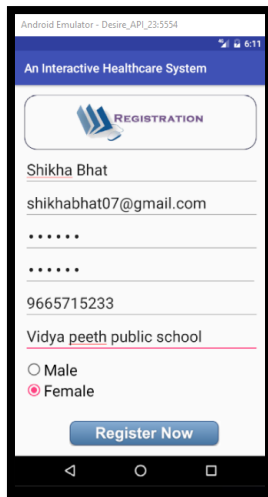 Android Emulator - Desire_API_23:5554
6:11
An Interactive Healthcare System
REGISTRATION
Shikha Bhat
shikhabhat07@gmail.com
••••••
••••••
9665715233
Vidya peeth public school
Male
Female
Register Now